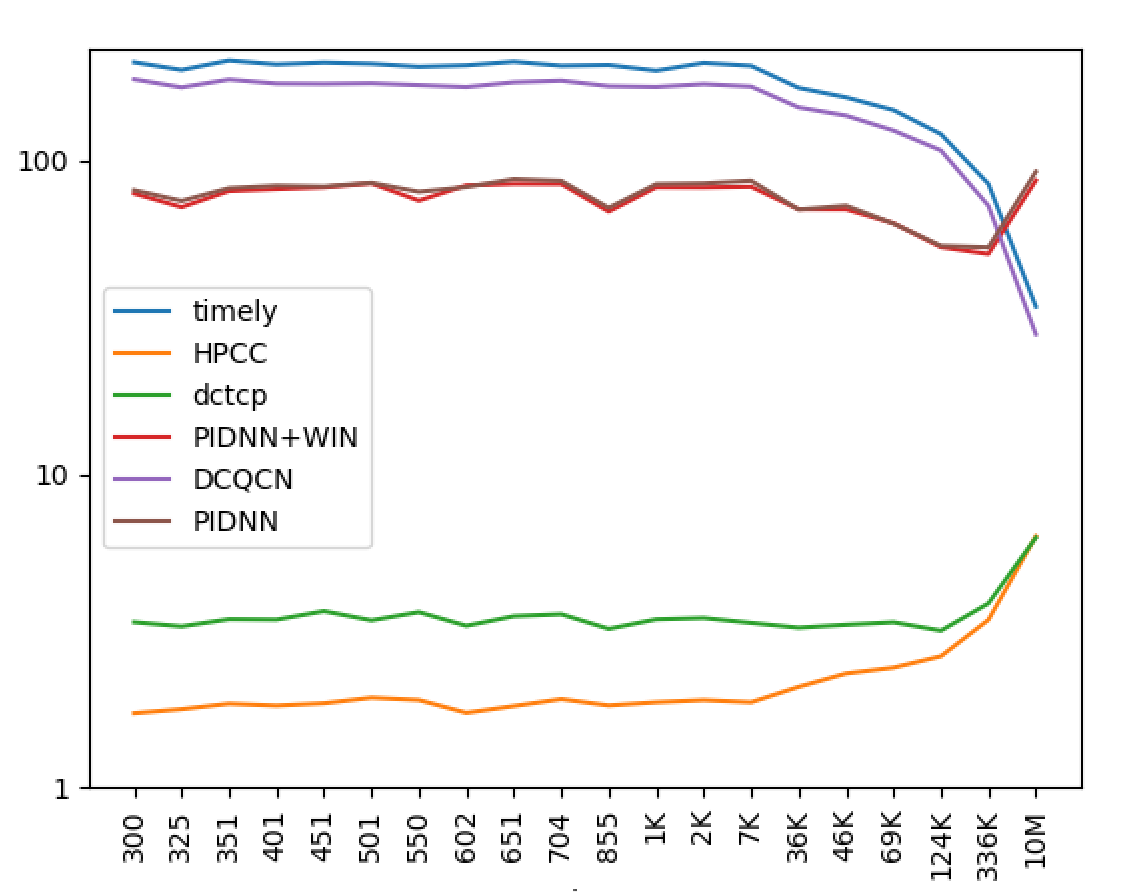 100
10
1
timely
HPCC
dctcp
PIDNN+WIN
DCQCN
PIDNN
300
325
351
401
451
501
550
602
651
704
855
1K
2K
7K
36K
46K
69K
124K
336K
10M